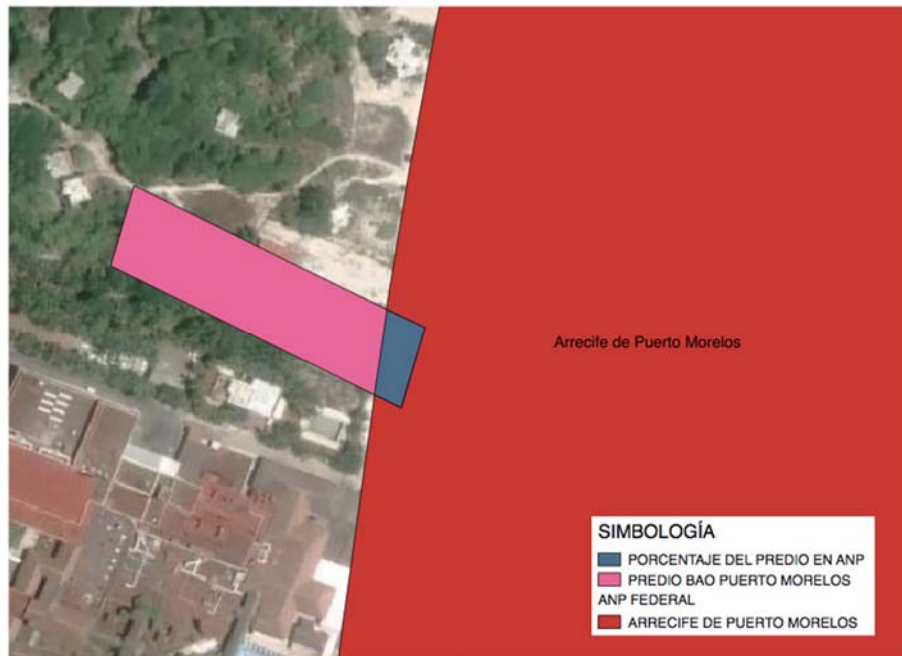 Arrecife de Puerto Morelos
SIMBOLOGÍA
PORCENTAJE DEL PREDIO EN ANP
PREDIO BAO PUERTO MORELOS
ANP FEDERAL
ARRECIFE DE PUERTO MORELOS